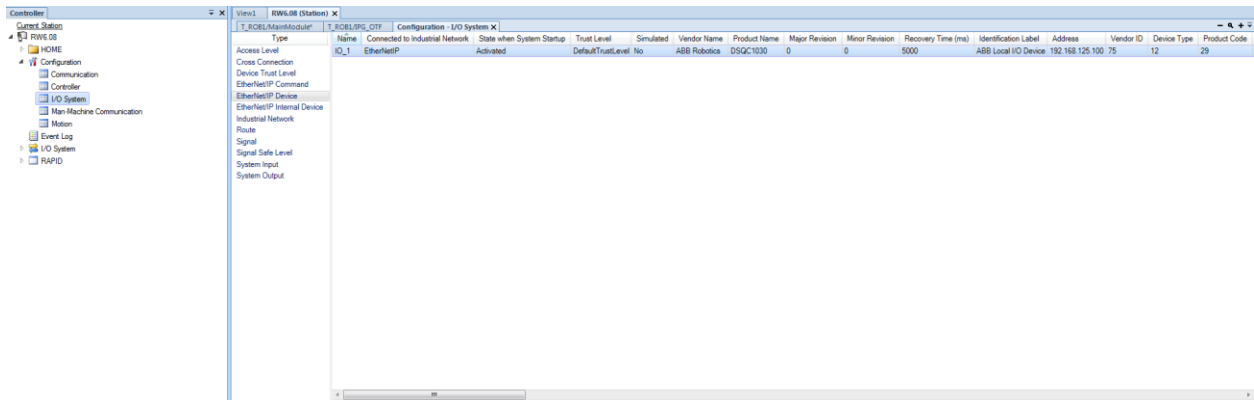 Controller
Current Station
RW6.08
HOME
Configuration
Communication
Controller
I/O System
Man-Machine Communication
Motion
Event Log
I/O System
RAPID
View1 RW6.08 (Station) X
T_ROB1/MainModule* T_ROB1/IPG_OTF Configuration - I/O System X
Type
Access Level
Cross Connection
Device Trust Level
EtherNet/IP Command
EtherNet/IP Device
EtherNet/IP Internal Device
Industrial Network
Route
Signal
Signal Safe Level
System Input
System Output
Name Connected to Industrial Network State when System Startup Trust Level Simulated Vendor Name Product Name Major Revision Minor Revision Recovery Time (ms) Identification Label Address Vendor ID Device Type Product Code
IO_1 EtherNetIP Activated DefaultTrustLevel No ABB Robotics DSQC1030 0 0 5000 ABB Local I/O Device 192.168.125.100 75 12 29